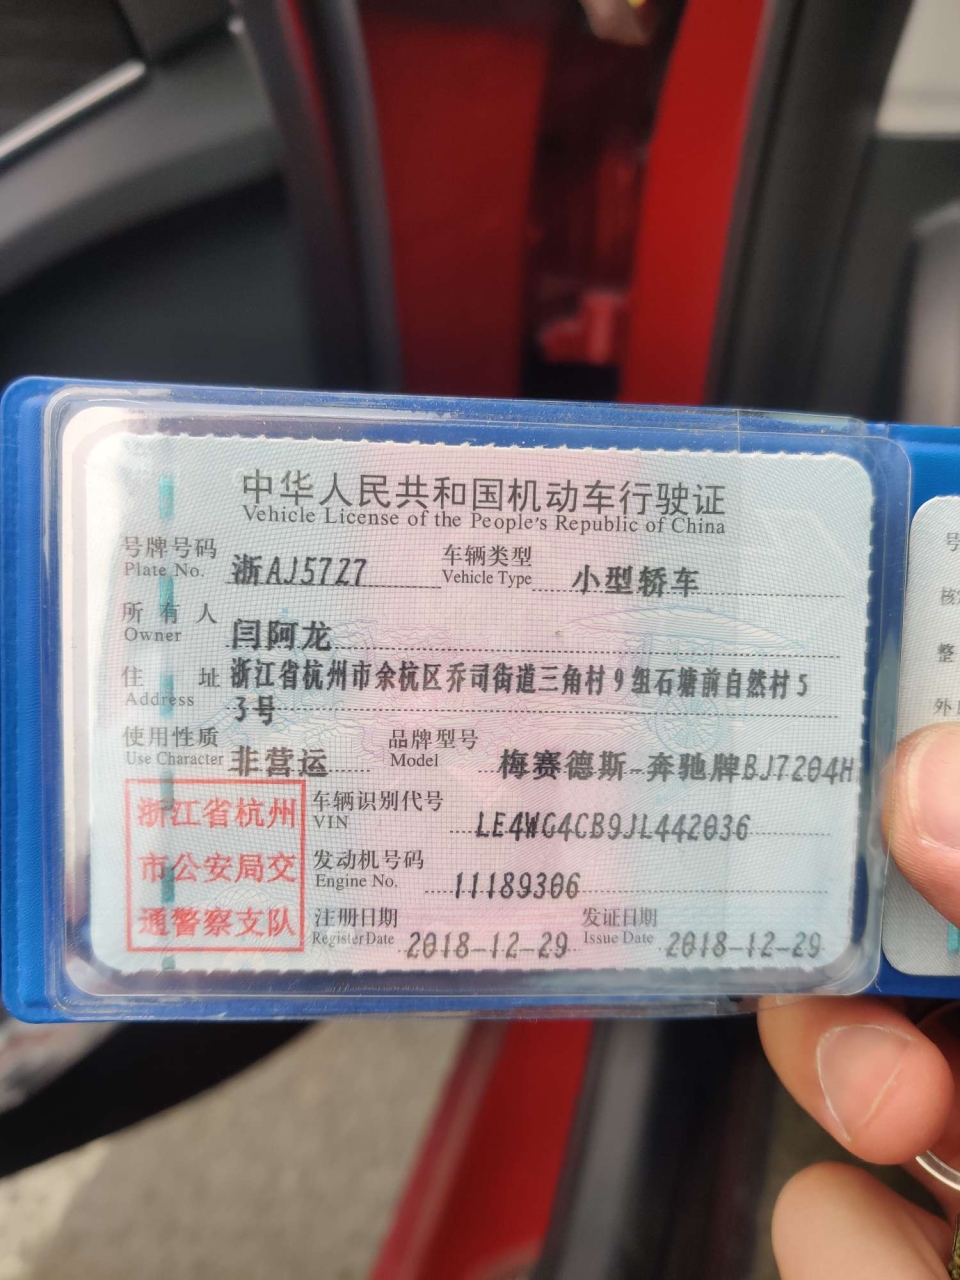 中华人民共和国机动车行驶证
Vehicle License of the People's Republic of China
号牌号码 浙AJ57Z7 车辆类型 小型轿车
Plate No. Vehicle Type
所有人 闫阿龙
Owner
住址 浙江省杭州市余杭区乔司街道三角村9组石塘前自然村5
Address 3号
使用性质 非营运 品牌型号 梅赛德斯-奔驰牌BJ7204H
Use Character Model
浙江省杭州
市公安局交
通警察支队
车辆识别代号 LE4WG4CB9JL442036
VIN
发动机号码 11189306
Engine No.
注册日期 2018-12-29 发证日期 2018-12-29
Register Date Issue Date
号
核
整
外